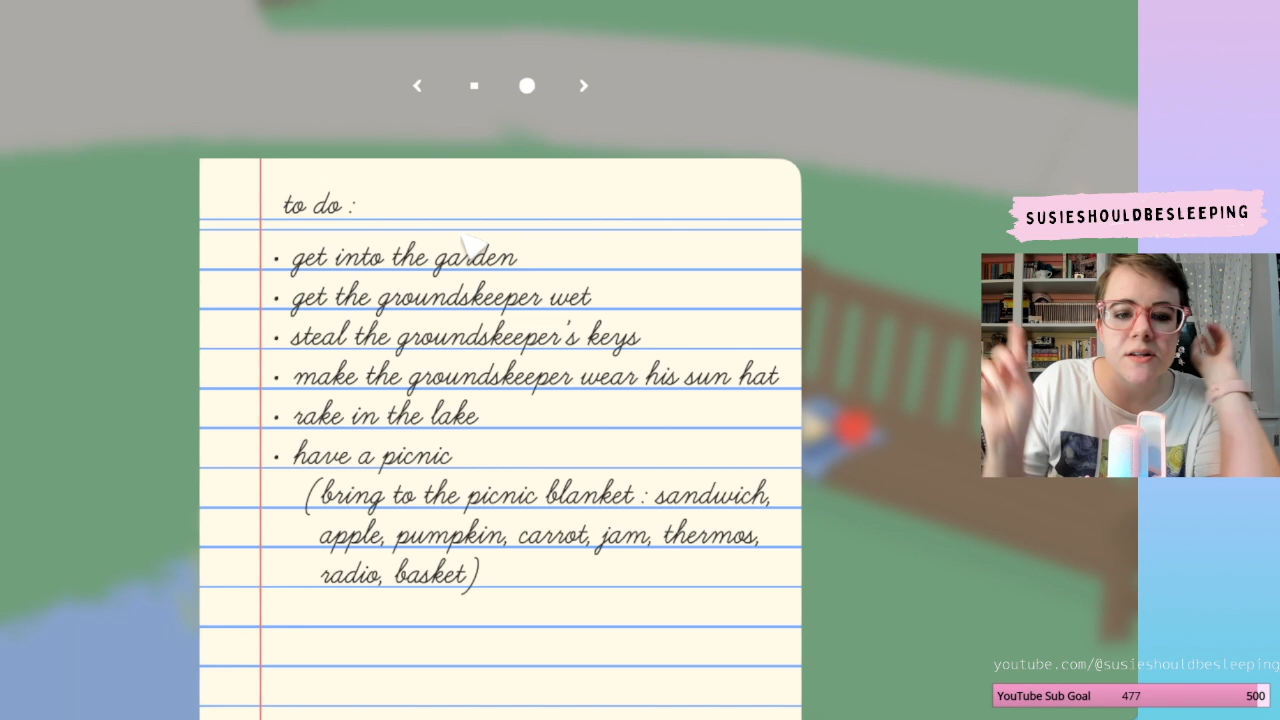 to do :
• get into the garden
• get the groundskeeper wet
• steal the groundskeeper's keys
• make the groundskeeper wear his sun hat
• rake in the lake
• have a picnic
(bring to the picnic blanket : sandwich,
apple, pumpkin, carrot, jam, thermos,
radio, basket)
SUSIESHOULDBESLEEPING
youtube.com/@susieshouldbesleeping
YouTube Sub Goal 477 500